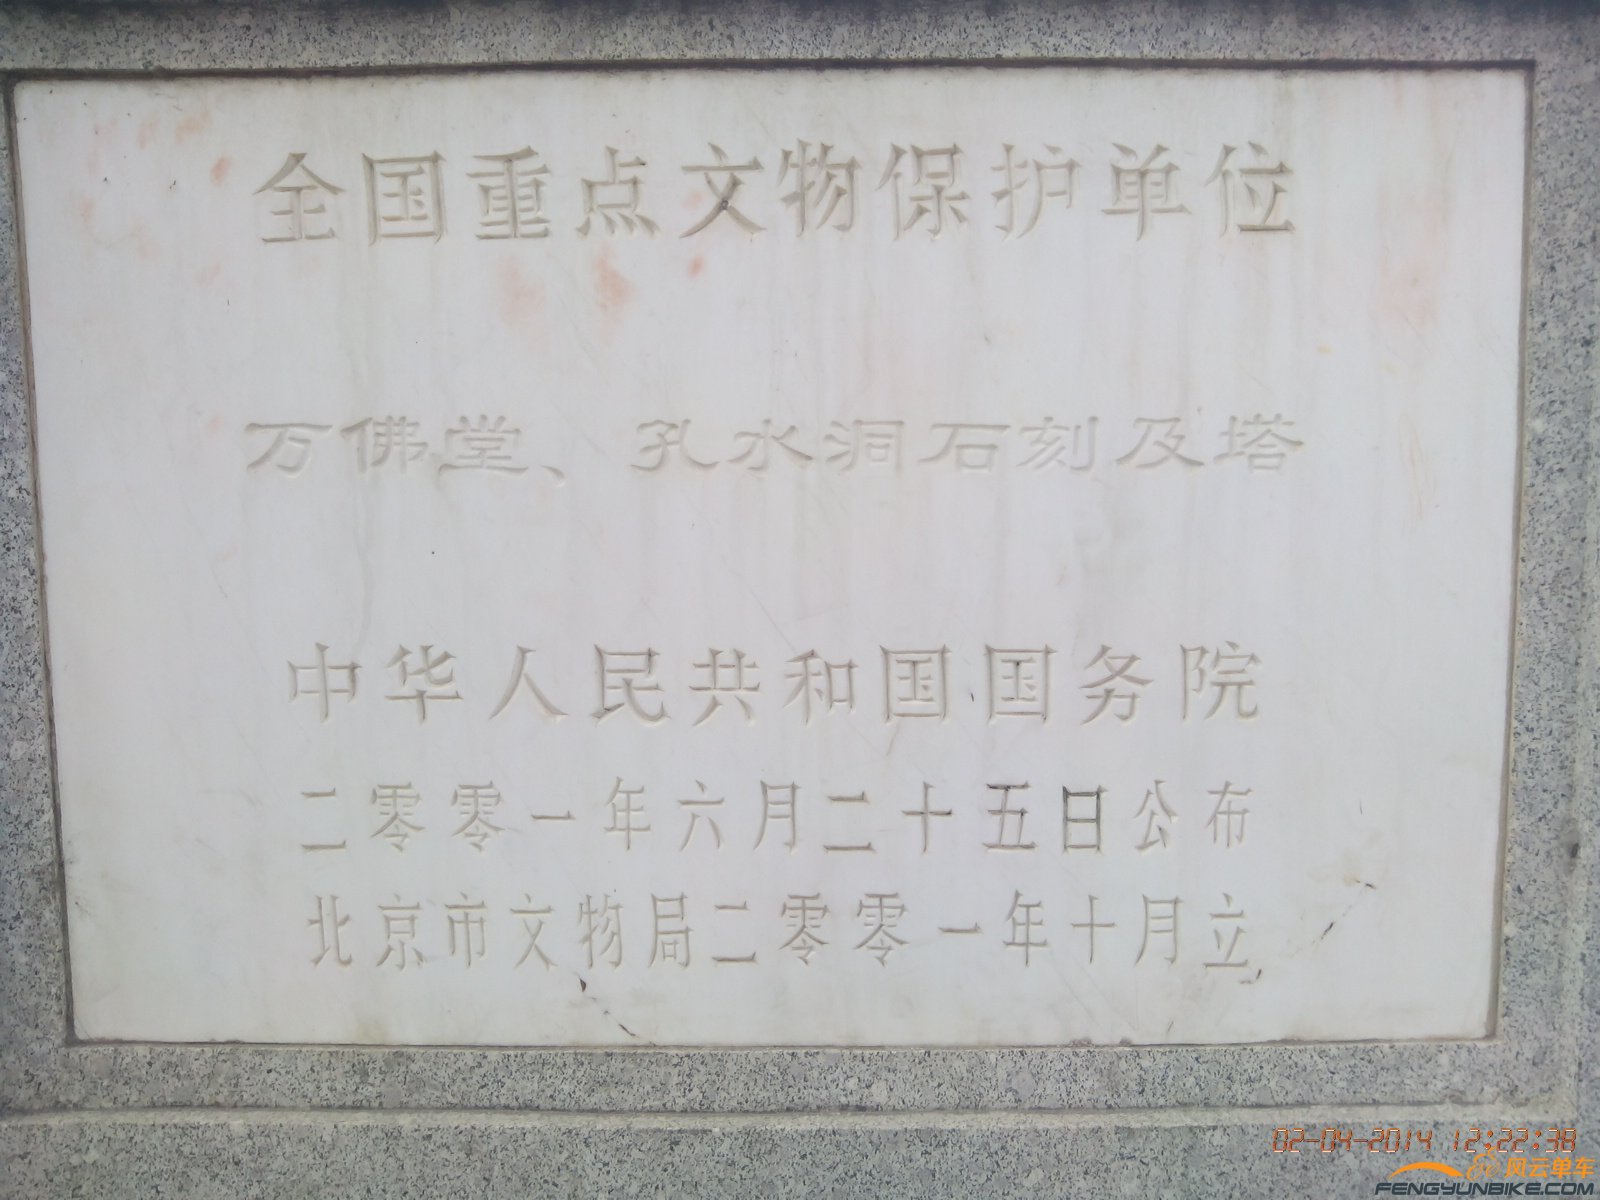 全国重点文物保护单位
万佛堂、孔水洞石刻及塔
中华人民共和国国务院
二零零一年六月二十五日公布
北京市文物局二零零一年十月立
02-04-2014 12:22:38
风云单车
FENGYUNBIKE.COM